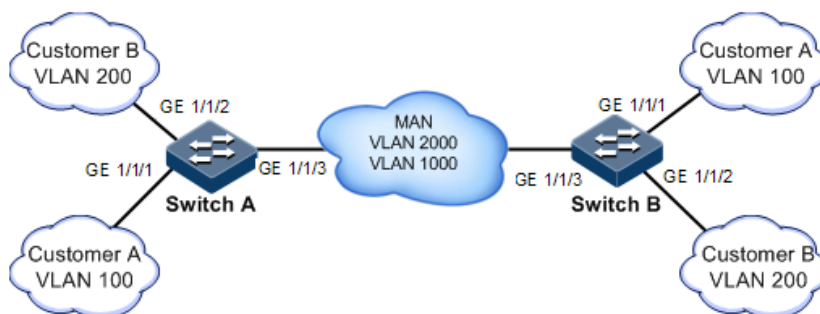 Customer B
VLAN 200
GE 1/1/2
GE 1/1/1
GE 1/1/3
Switch A
Customer A
VLAN 100
MAN
VLAN 2000
VLAN 1000
Customer A
VLAN 100
GE 1/1/1
GE 1/1/2
GE 1/1/3
Switch B
Customer B
VLAN 200